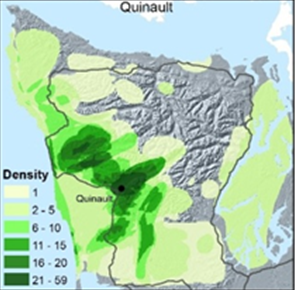 Quinault
Density
Quinault
1
2 - 5
6 - 10
11 - 15
16 - 20
21 - 59